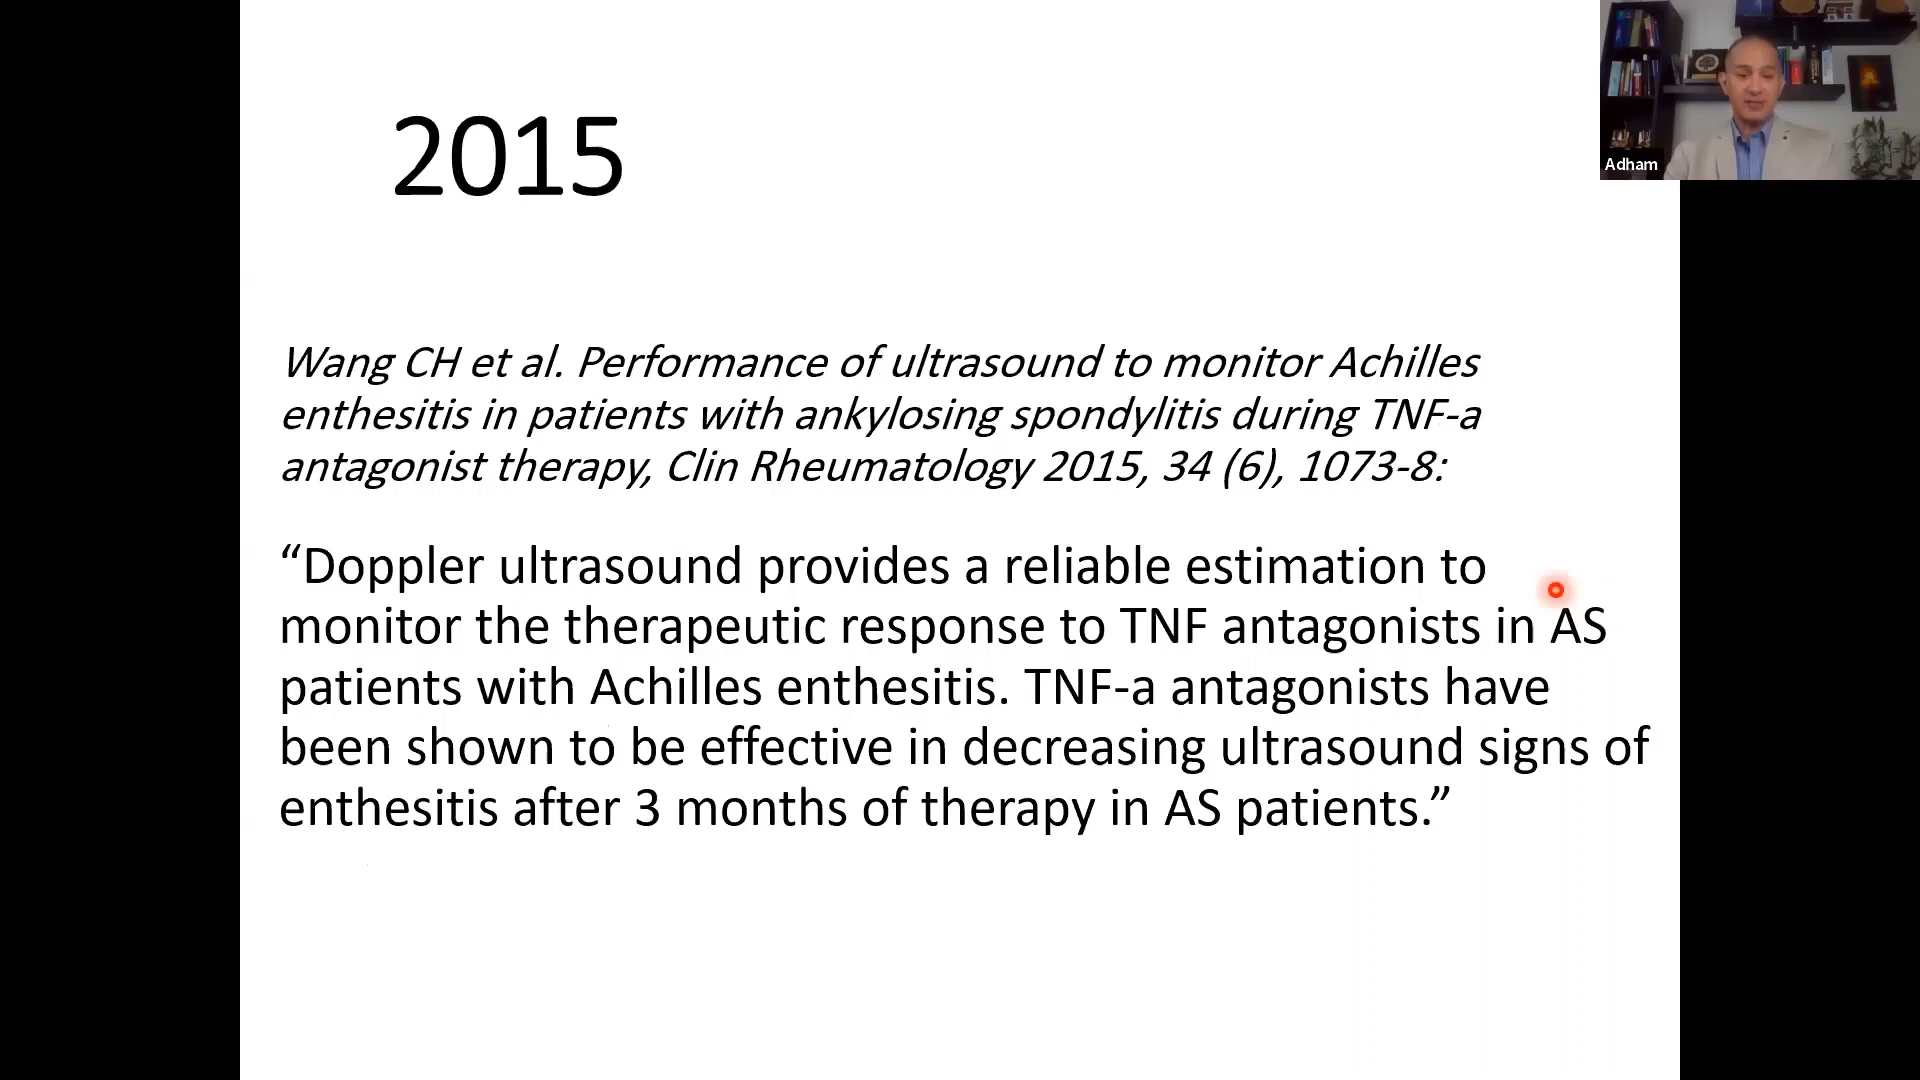 2015
Adham
Wang CH et al. Performance of ultrasound to monitor Achilles
enthesitis in patients with ankylosing spondylitis during TNF-a
antagonist therapy, Clin Rheumatology 2015, 34 (6), 1073-8:
“Doppler ultrasound provides a reliable estimation to
monitor the therapeutic response to TNF antagonists in AS
patients with Achilles enthesitis. TNF-a antagonists have
been shown to be effective in decreasing ultrasound signs of
enthesitis after 3 months of therapy in AS patients.”